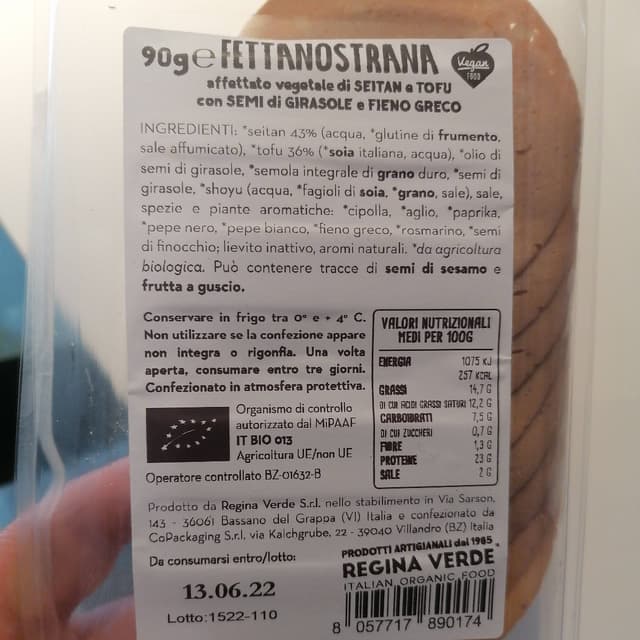 90g e FETTANOSTRANA
Vegan
FOOD
affettato vegetale di SEITAN e TOFU
con SEMI di GIRASOLE e FIENO GRECO
INGREDIENTI: *seitan 43% (acqua, *glutine di frumento,
sale affumicato), *tofu 36% (*soia italiana, acqua), *olio di
semi di girasole, *semola integrale di grano duro, *semi di
girasole, *shoyu (acqua, *fagioli di soia, *grano, sale), sale,
spezie e piante aromatiche: *cipolla, *aglio, *paprika,
*pepe nero, *pepe bianco, *fieno greco, *rosmarino, *semi
di finocchio; lievito inattivo, aromi naturali. *da agricoltura
biologica. Può contenere tracce di semi di sesamo e
frutta a guscio.
Conservare in frigo tra 0° e + 4° C.
Non utilizzare se la confezione appare
non integra o rigonfia. Una volta
aperta, consumare entro tre giorni.
Confezionato in atmosfera protettiva.
VALORI NUTRIZIONALI
MEDI PER 100G
ENERGIA 1075 KJ
257 KCAL
GRASSI 14,7 G
DI CUI ACIDI GRASSI SATURI 12,2 G
CARBOIDRATI 7,5 G
DI CUI ZUCCHERI 0,7 G
FIBRE 1,3 G
PROTEINE 23 G
SALE 2 G
Organismo di controllo
autorizzato dal MiPAAF
IT BIO 013
Agricoltura UE/non UE
Operatore controllato BZ-01632-B
Prodotto da Regina Verde S.r.l. nello stabilimento in Via Sarson,
143 - 36061 Bassano del Grappa (VI) Italia e confezionato da
CoPackaging S.r.l. via Kalchgrube, 22 - 39040 Villandro (BZ) Italia
Da consumarsi entro/lotto:
13.06.22
Lotto:1522-110
PRODOTTI ARTIGIANALI dal 1985
REGINA VERDE
ITALIAN ORGANIC FOOD
8 057717 890174